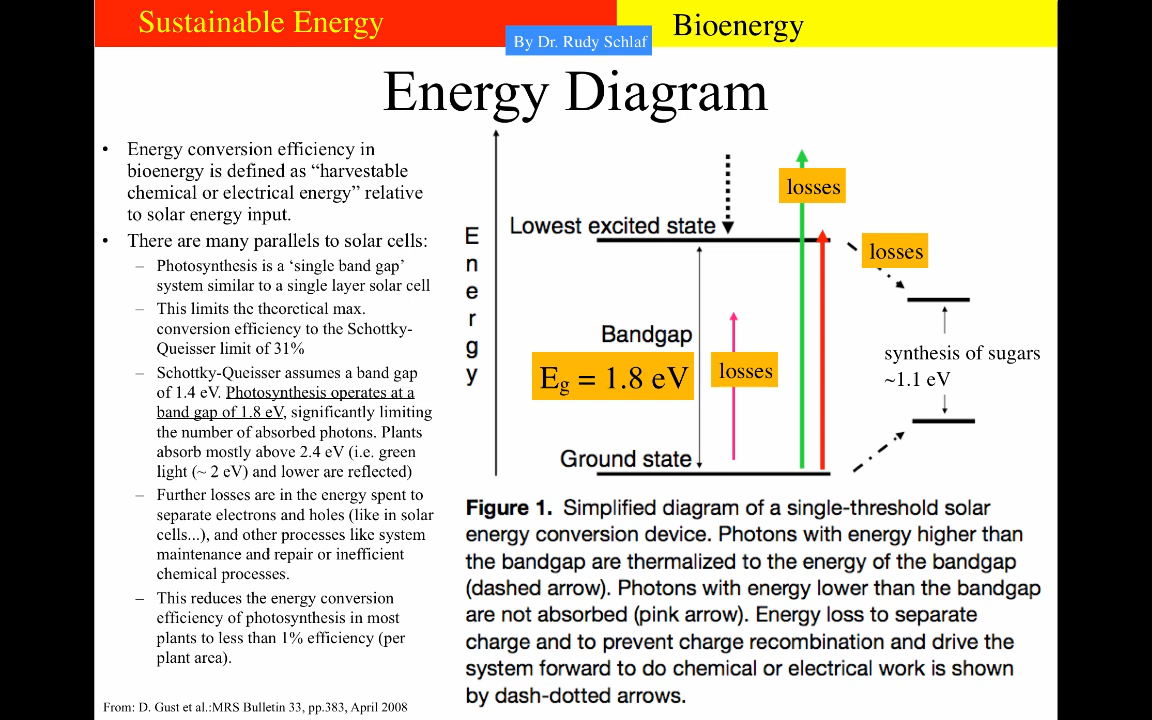 Sustainable Energy
Bioenergy
By Dr. Rudy Schlaf
Energy Diagram
• Energy conversion efficiency in
bioenergy is defined as “harvestable
chemical or electrical energy” relative
to solar energy input.
• There are many parallels to solar cells:
– Photosynthesis is a ‘single band gap’
system similar to a single layer solar cell
– This limits the theoretical max.
conversion efficiency to the Schottky-
Queisser limit of 31%
– Schottky-Queisser assumes a band gap
of 1.4 eV. Photosynthesis operates at a
band gap of 1.8 eV, significantly limiting
the number of absorbed photons. Plants
absorb mostly above 2.4 eV (i.e. green
light (~ 2 eV) and lower are reflected)
– Further losses are in the energy spent to
separate electrons and holes (like in solar
cells...), and other processes like system
maintenance and repair or inefficient
chemical processes.
– This reduces the energy conversion
efficiency of photosynthesis in most
plants to less than 1% efficiency (per
plant area).
From: D. Gust et al.:MRS Bulletin 33, pp.383, April 2008
Energy
losses
Lowest excited state
losses
Bandgap
Eg = 1.8 eV
losses
synthesis of sugars
~1.1 eV
Ground state
Figure 1. Simplified diagram of a single-threshold solar
energy conversion device. Photons with energy higher than
the bandgap are thermalized to the energy of the bandgap
(dashed arrow). Photons with energy lower than the bandgap
are not absorbed (pink arrow). Energy loss to separate
charge and to prevent charge recombination and drive the
system forward to do chemical or electrical work is shown
by dash-dotted arrows.